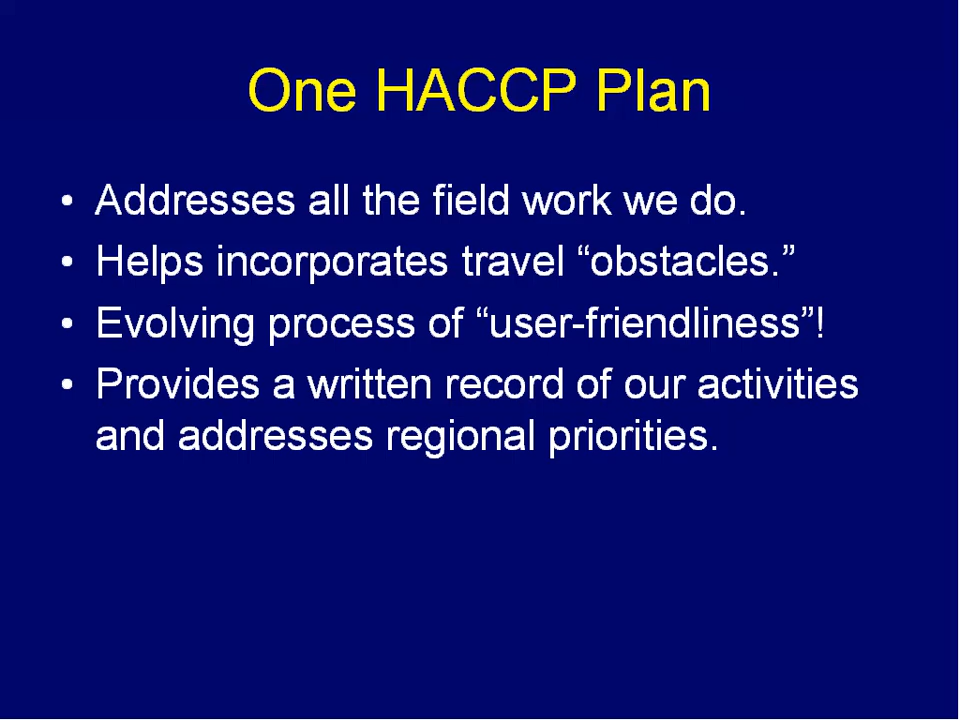 One HACCP Plan
• Addresses all the field work we do.
• Helps incorporates travel “obstacles.”
• Evolving process of “user-friendliness”!
• Provides a written record of our activities
and addresses regional priorities.